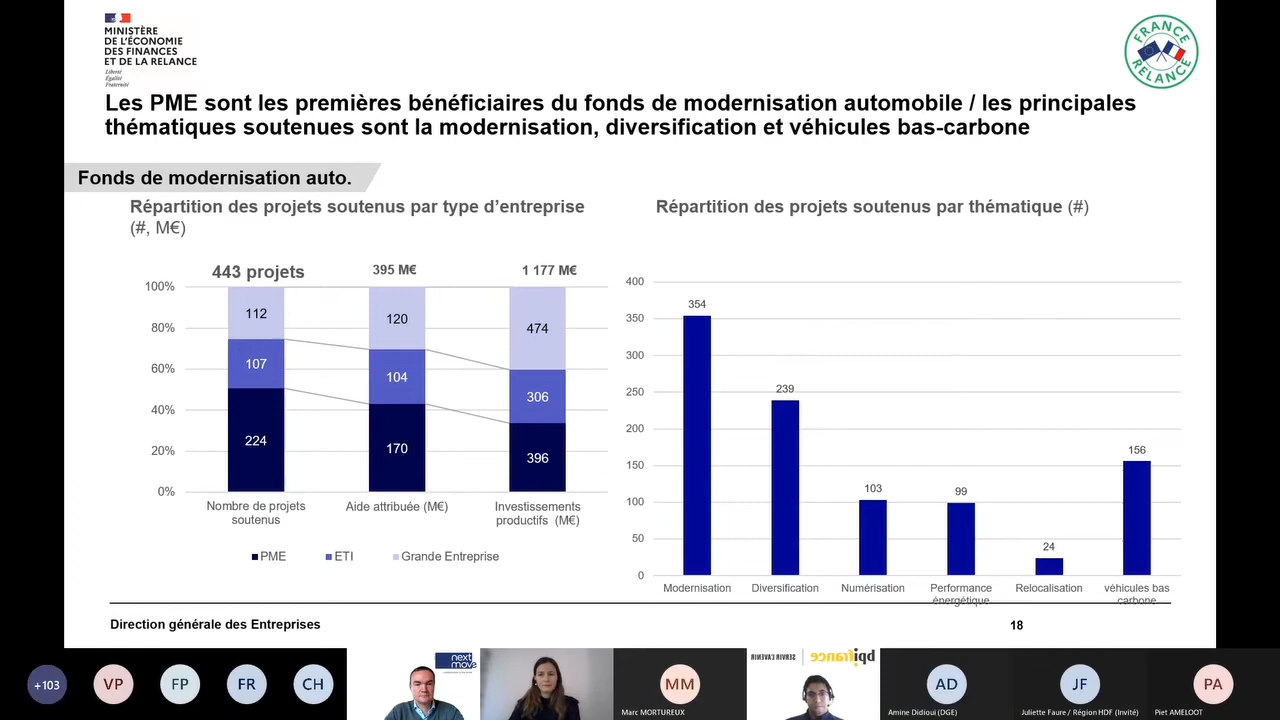 MINISTÈRE
DE L'ÉCONOMIE
DES FINANCES
ET DE LA RELANCE
Liberté
Égalité
Fraternité
FRANCE
RELANCE
Les PME sont les premières bénéficiaires du fonds de modernisation automobile / les principales
thématiques soutenues sont la modernisation, diversification et véhicules bas-carbone
Fonds de modernisation auto.
Répartition des projets soutenus par type d'entreprise
(#, M€)
443 projets
395 M€
1 177 M€
100%
80%
60%
40%
20%
0%
112
107
224
120
104
170
474
306
396
Nombre de projets
soutenus
Aide attribuée (M€)
Investissements
productifs (M€)
PME
ETI
Grande Entreprise
Répartition des projets soutenus par thématique (#)
400
350
300
250
200
150
100
50
0
354
239
103
99
24
156
Modernisation
Diversification
Numérisation
Performance
énergétique
Relocalisation
véhicules bas
carbone
Direction générale des Entreprises
18
+103
VP
FP
FR
CH
next
move
MM
Marc MORTUREUX
SERVIR L'AVENIR
bpifrance
AD
Amine Didioui (DGE)
JF
Juliette Faure / Région HDF (Invité)
PA
Piet AMELOOT